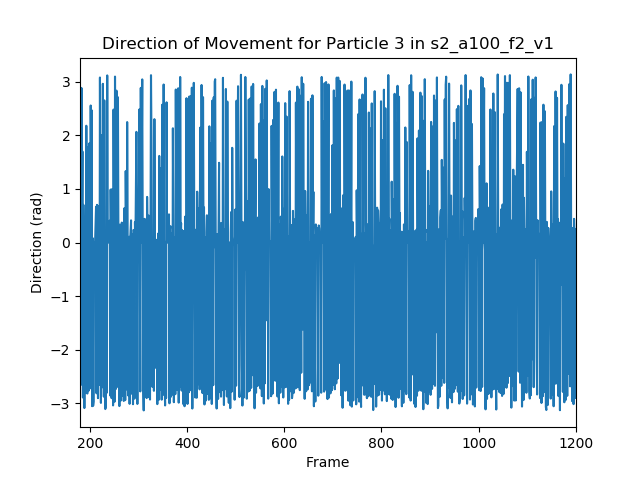 Direction of Movement for Particle 3 in s2_a100_f2_v1
3
2
1
0
−1
−2
−3
Direction (rad)
200 400 600 800 1000 1200
Frame